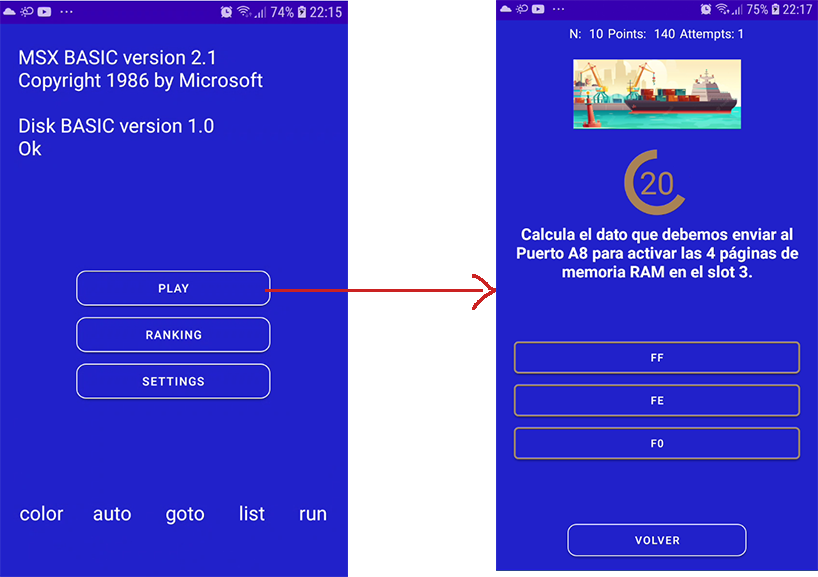 74% 22:15
MSX BASIC version 2.1
Copyright 1986 by Microsoft
Disk BASIC version 1.0
Ok
PLAY
RANKING
SETTINGS
color auto goto list run
75% 22:17
N: 10 Points: 140 Attempts: 1
20
Calcula el dato que debemos enviar al
Puerto A8 para activar las 4 páginas de
memoria RAM en el slot 3.
FF
FE
F0
VOLVER